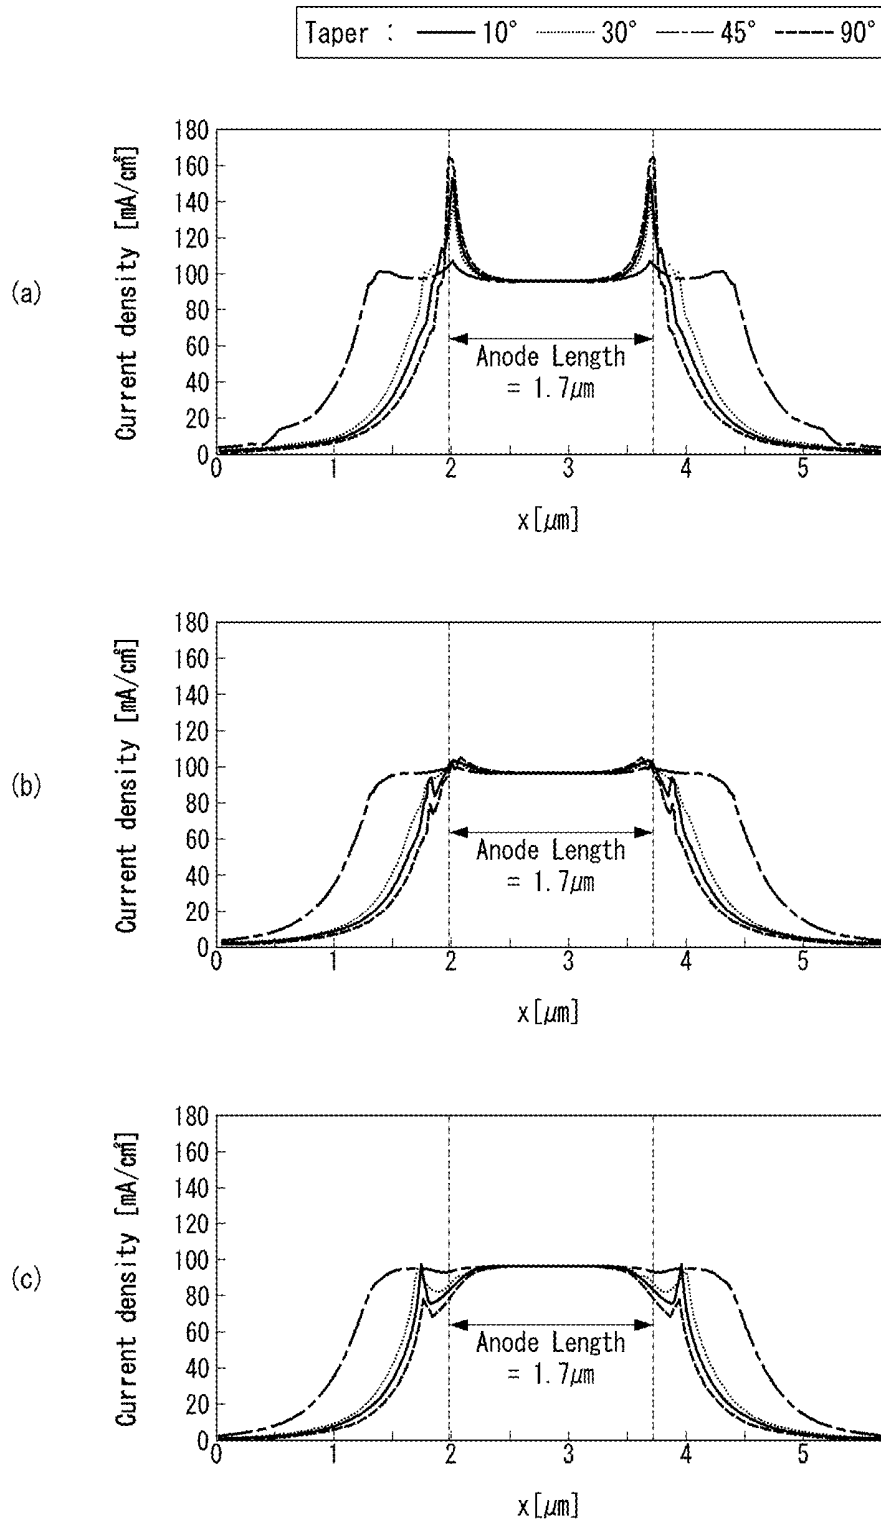 Taper : 10° 30° 45° 90°
(a)
Current density [mA/cm²]
180
160
140
120
100
80
60
40
20
0
0 1 2 3 4 5
Anode Length
= 1.7μm
x[μm]
(b)
Current density [mA/cm²]
180
160
140
120
100
80
60
40
20
0
0 1 2 3 4 5
Anode Length
= 1.7μm
x[μm]
(c)
Current density [mA/cm²]
180
160
140
120
100
80
60
40
20
0
0 1 2 3 4 5
Anode Length
= 1.7μm
x[μm]